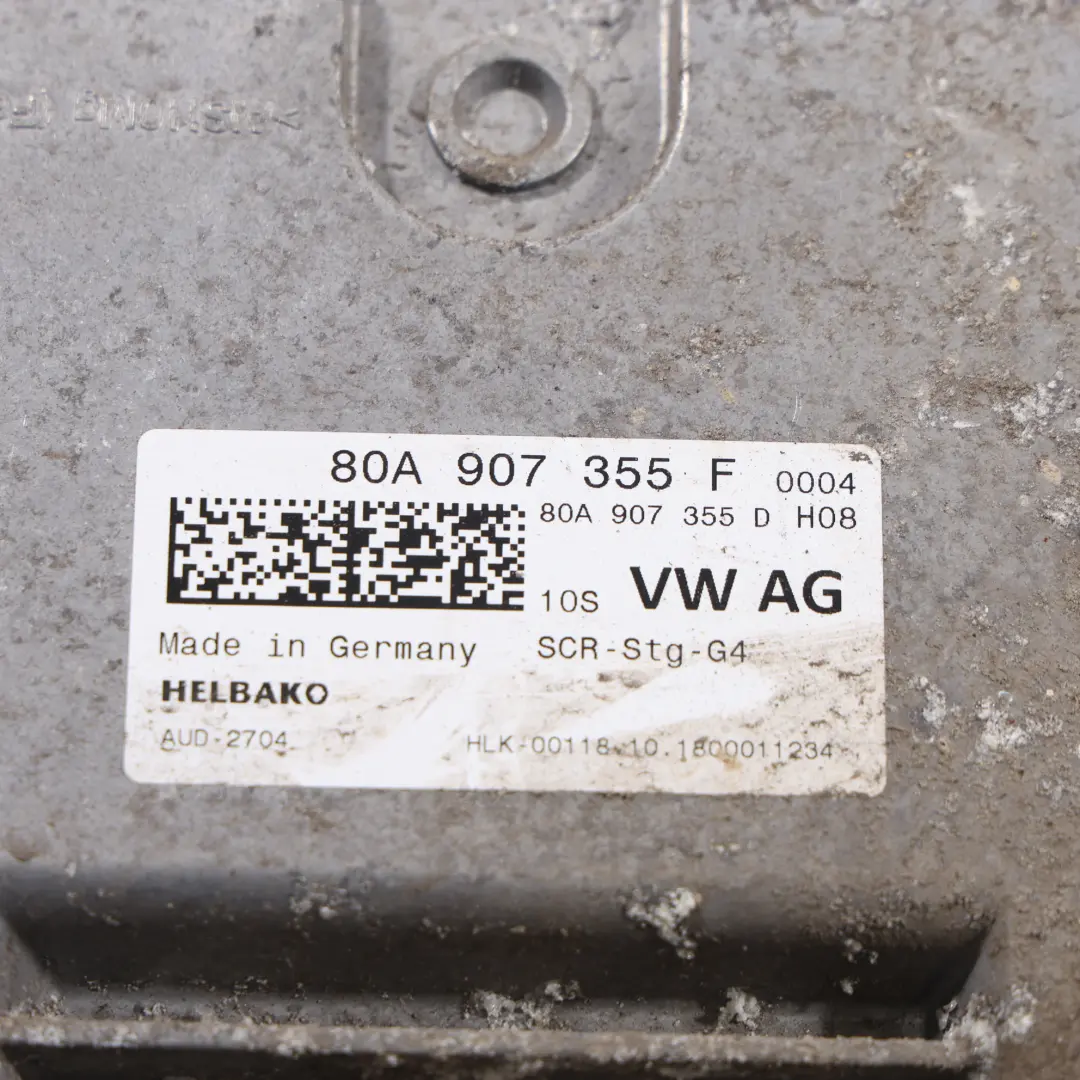 80A 907 355 F 0004
80A 907 355 D H08
10S VW AG
Made in Germany SCR-Stg-G4
HELBAKO
AUD-2704 HLK-00118.10.1800011234